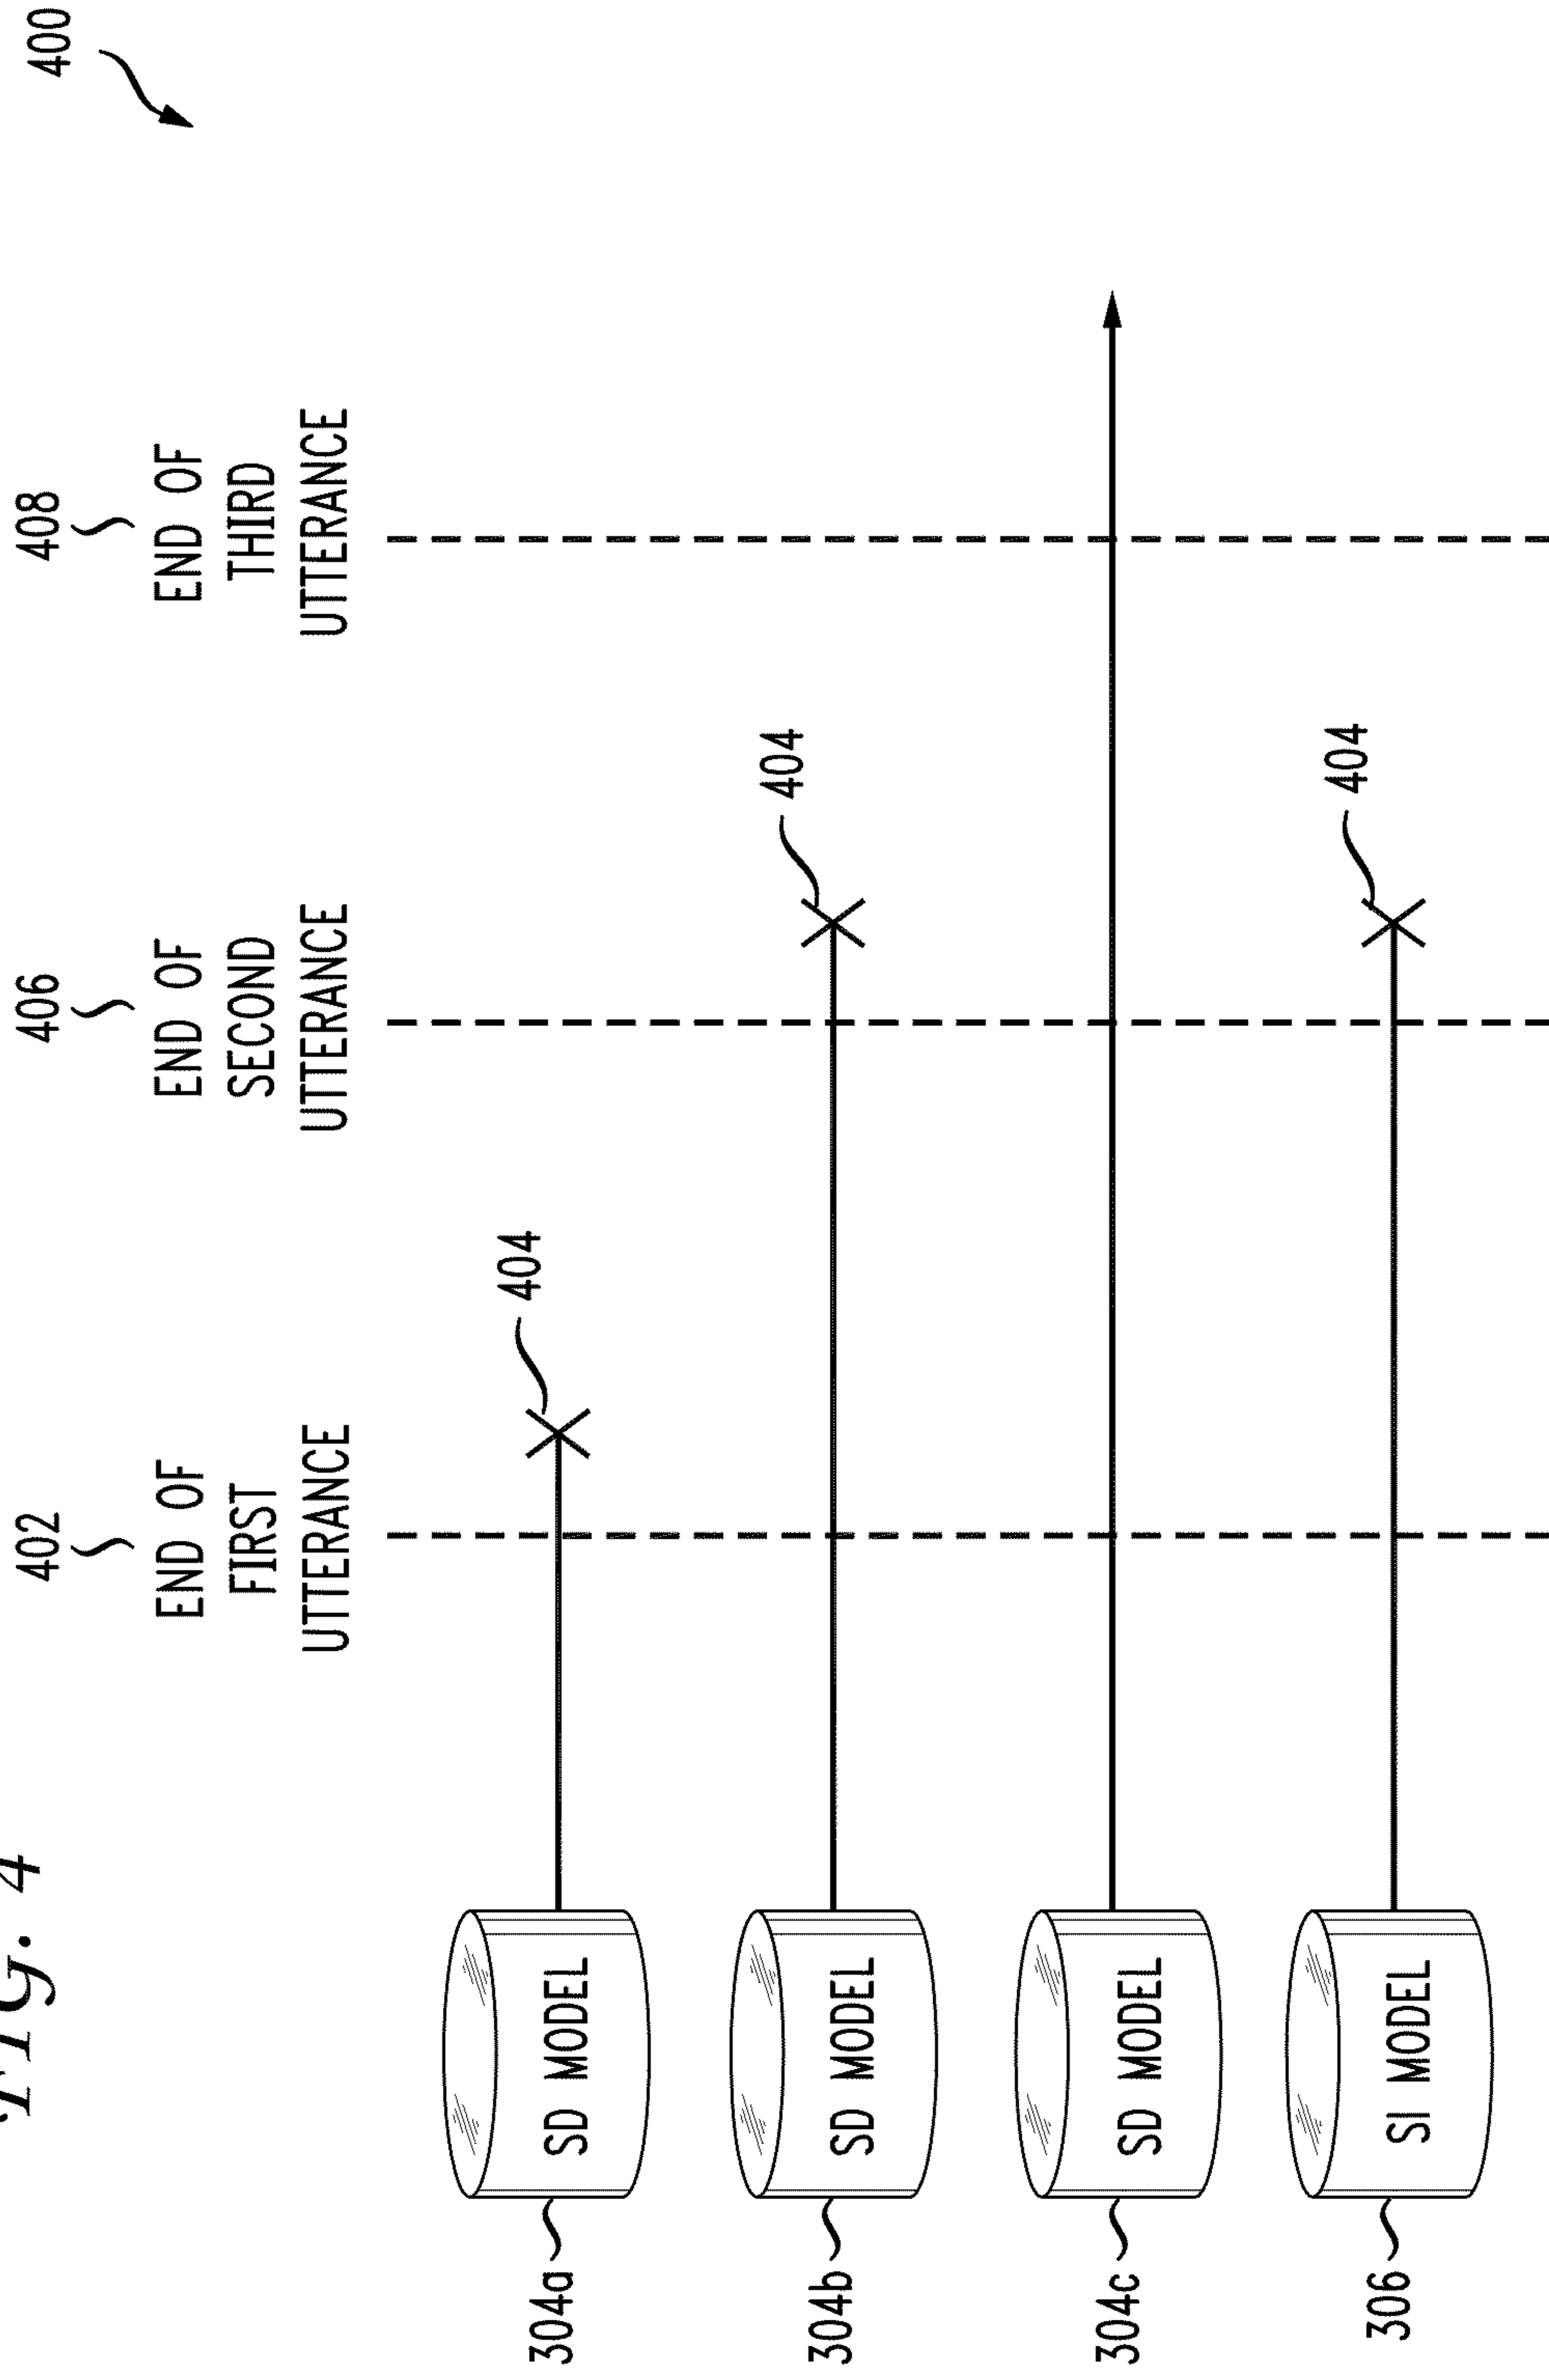 FIG. 4
400
402
406
408
END OF
FIRST
UTTERANCE
END OF
SECOND
UTTERANCE
END OF
THIRD
UTTERANCE
304a
SD MODEL
404
304b
SD MODEL
404
304c
SD MODEL
306
SI MODEL
404